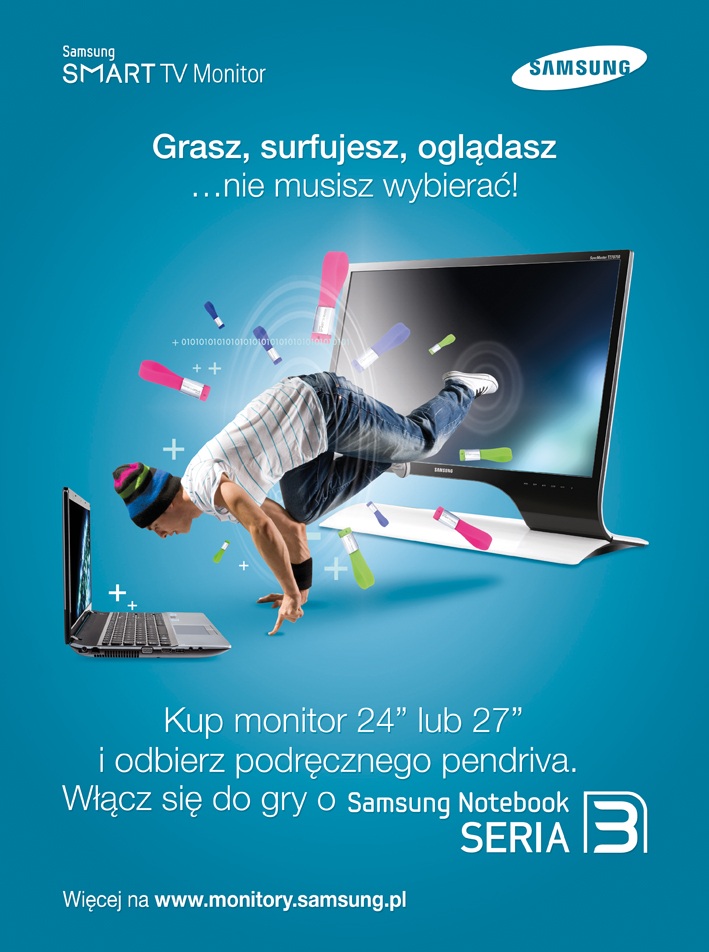 Samsung
SMART TV Monitor
SAMSUNG
Grasz, surfujesz, oglądasz
...nie musisz wybierać!
+ 01010101010101010101010101010101010
SAMSUNG
Kup monitor 24” lub 27”
i odbierz podręcznego pendriva.
Włącz się do gry o Samsung Notebook
SERIA 3
Więcej na www.monitory.samsung.pl